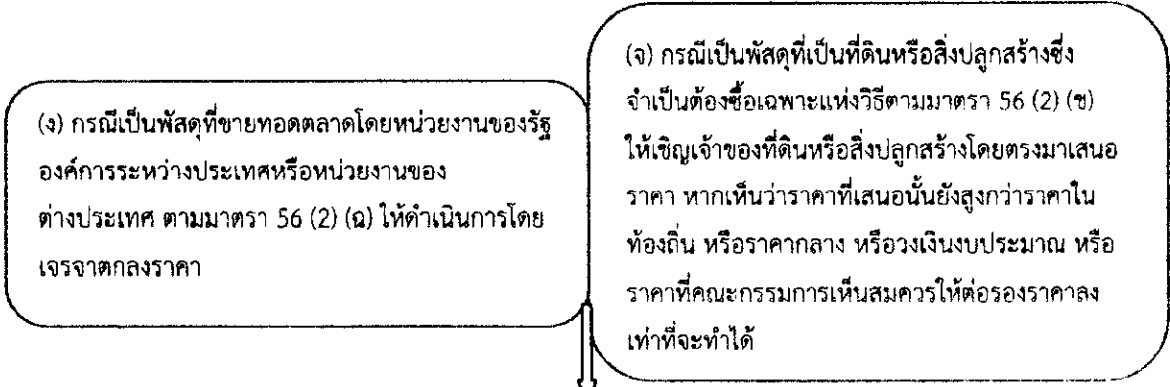 (ง) กรณีเป็นพัสดุที่ขายทอดตลาดโดยหน่วยงานของรัฐ
องค์การระหว่างประเทศหรือหน่วยงานของ
ต่างประเทศ ตามมาตรา 56 (2) (ฉ) ให้ดำเนินการโดย
เจรจาตกลงราคา
(จ) กรณีเป็นพัสดุที่เป็นที่ดินหรือสิ่งปลูกสร้างซึ่ง
จำเป็นต้องซื้อเฉพาะแห่งวิธีตามมาตรา 56 (2) (ช)
ให้เชิญเจ้าของที่ดินหรือสิ่งปลูกสร้างโดยตรงมาเสนอ
ราคา หากเห็นว่าราคาที่เสนอนั้นยังสูงกว่าราคาใน
ท้องถิ่น หรือราคากลาง หรือวงเงินงบประมาณ หรือ
ราคาที่คณะกรรมการเห็นสมควรให้ต่อรองราคาลง
เท่าที่จะทำได้